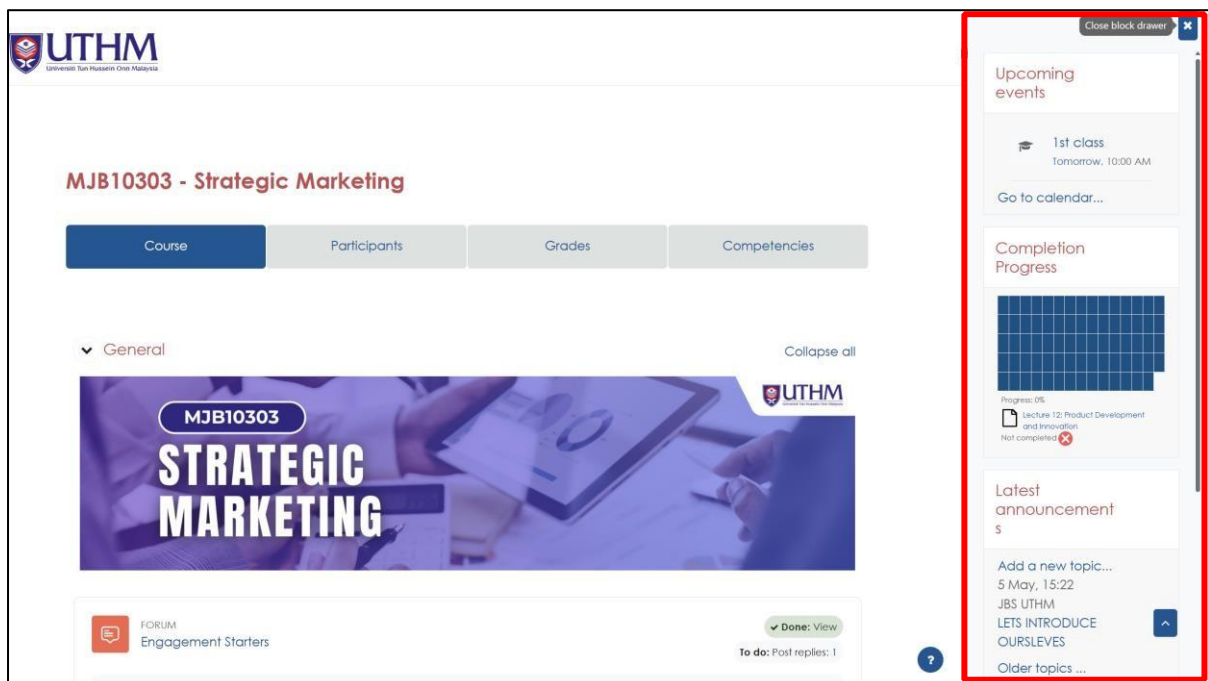 UTHM
Universiti Tun Hussein Onn Malaysia
Close block drawer
MJB10303 - Strategic Marketing
Course
Participants
Grades
Competencies
General
Collapse all
UTHM
MJB10303
STRATEGIC
MARKETING
FORUM
Engagement Starters
Done: View
To do: Post replies: 1
?
Upcoming
events
1st class
Tomorrow, 10:00 AM
Go to calendar...
Completion
Progress
Progress: 0%
Lecture 12: Product Development
and Innovation
Not completed
Latest
announcement
s
Add a new topic...
5 May, 15:22
JBS UTHM
LETS INTRODUCE
OURSLEVES
Older topics ...